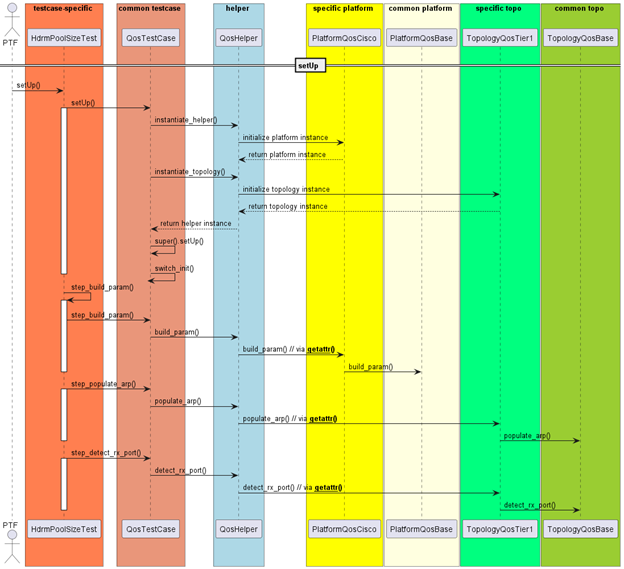 testcase-specific common testcase helper specific platform common platform specific topo common topo
PTF HdrmPoolSizeTest QosTestCase QosHelper PlatformQosCisco PlatformQosBase TopologyQosTier1 TopologyQosBase
setUp
setUp()
setUp()
instantiate_helper()
initialize platform instance
return platform instance
instantiate_topology()
initialize topology instance
return topology instance
return helper instance
super().setUp()
switch_init()
step_build_param()
step_build_param()
build_param()
build_param() // via getattr()
build_param()
step_populate_arp()
populate_arp()
populate_arp() // via getattr()
populate_arp()
step_detect_rx_port()
detect_rx_port()
detect_rx_port() // via getattr()
detect_rx_port()
PTF HdrmPoolSizeTest QosTestCase QosHelper PlatformQosCisco PlatformQosBase TopologyQosTier1 TopologyQosBase